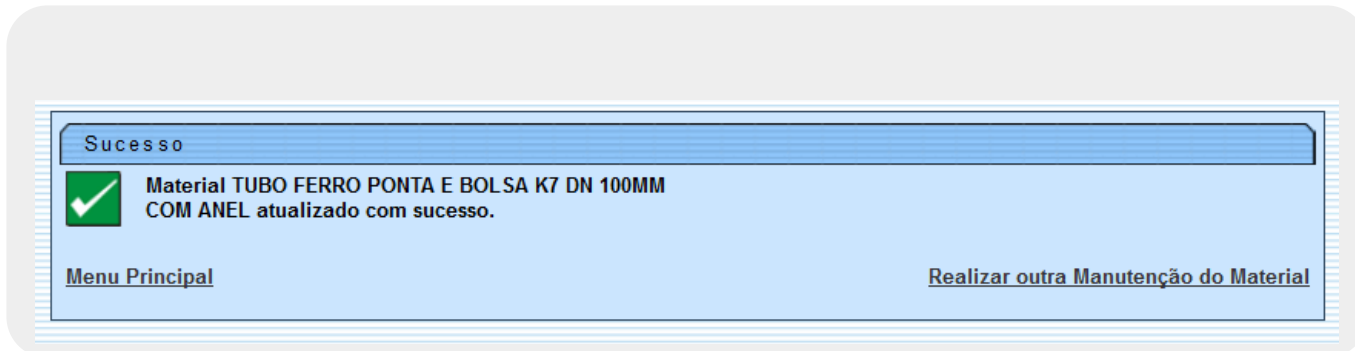 Sucesso
Material TUBO FERRO PONTA E BOLSA K7 DN 100MM
COM ANEL atualizado com sucesso.
Menu Principal
Realizar outra Manutenção do Material